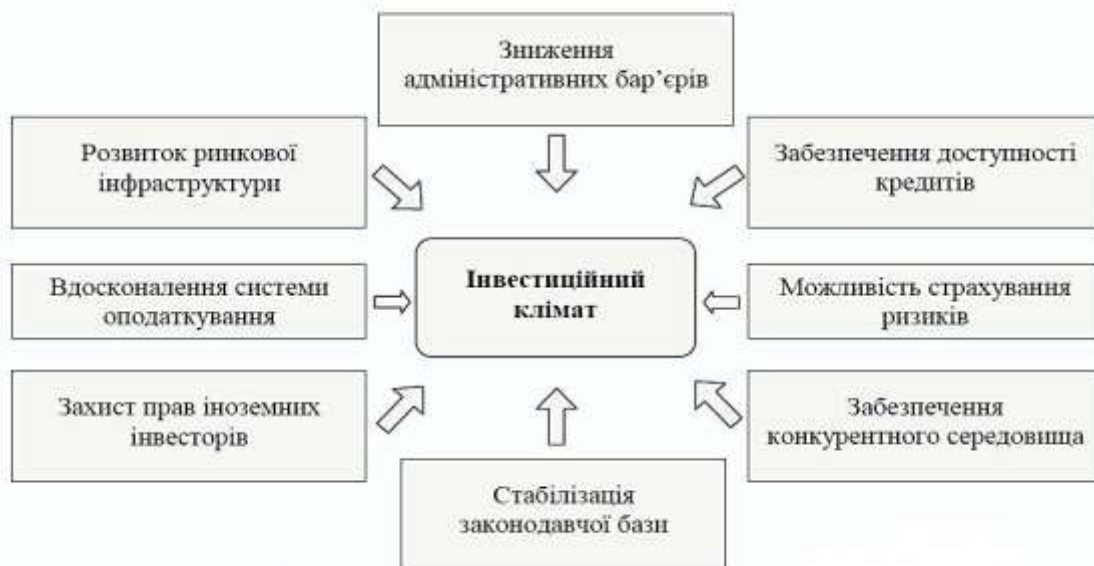 Зниження
адміністративних бар’єрів
Розвиток ринкової
інфраструктури
Забезпечення доступності
кредитів
Вдосконалення системи
оподаткування
Інвестиційний
клімат
Можливість страхування
ризиків
Захист прав іноземних
інвесторів
Забезпечення
конкурентного середовища
Стабілізація
законодавчої бази